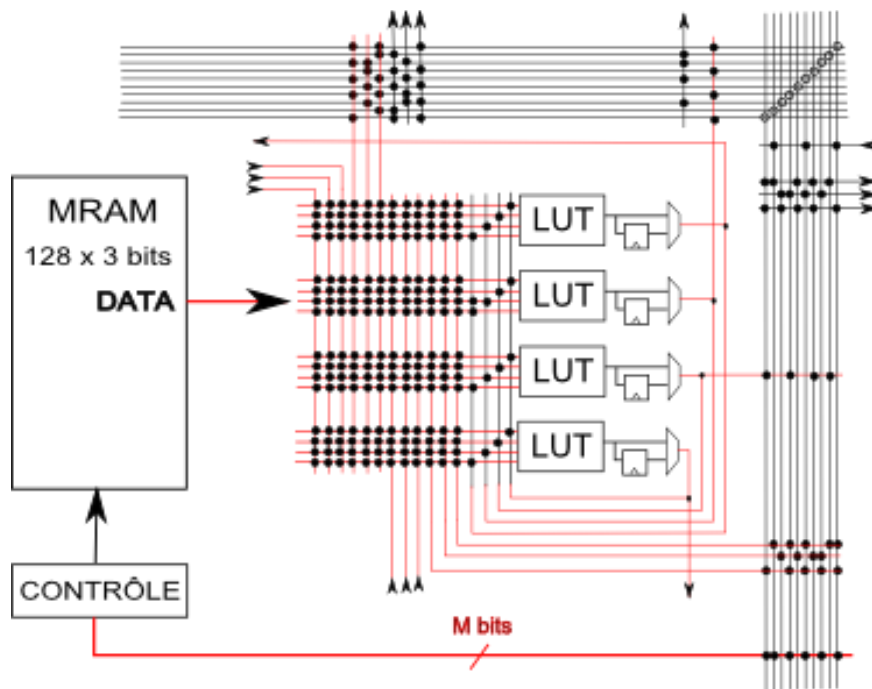 MRAM
128 x 3 bits
DATA
LUT
LUT
LUT
LUT
CONTRÔLE
M bits